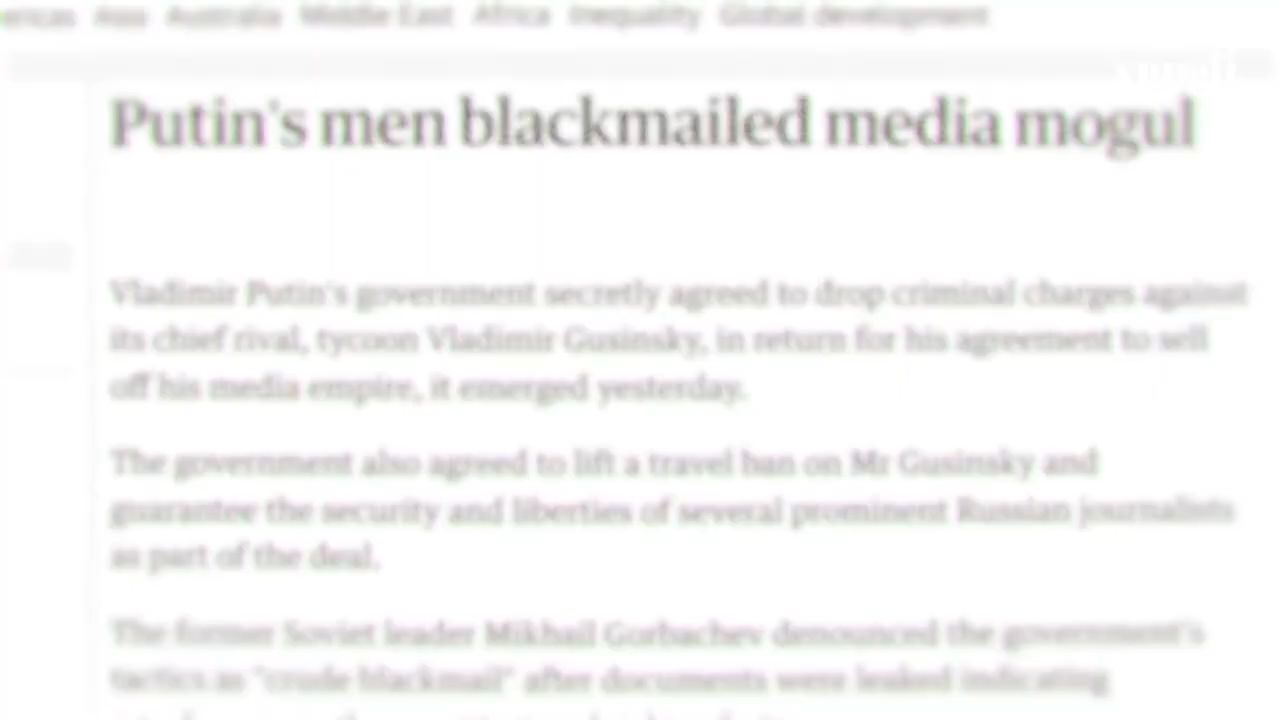 Asia Australia Middle East Africa Inequality Global development
Putin's men blackmailed media mogul
Vladimir Putin's government secretly agreed to drop criminal charges against
its chief rival, tycoon Vladimir Gusinsky, in return for his agreement to sell
off his media empire, it emerged yesterday.
The government also agreed to lift a travel ban on Mr Gusinsky and
guarantee the security and liberties of several prominent Russian journalists
as part of the deal.
The former Soviet leader Mikhail Gorbachev denounced the government's
tactics as "crude blackmail" after documents were leaked indicating